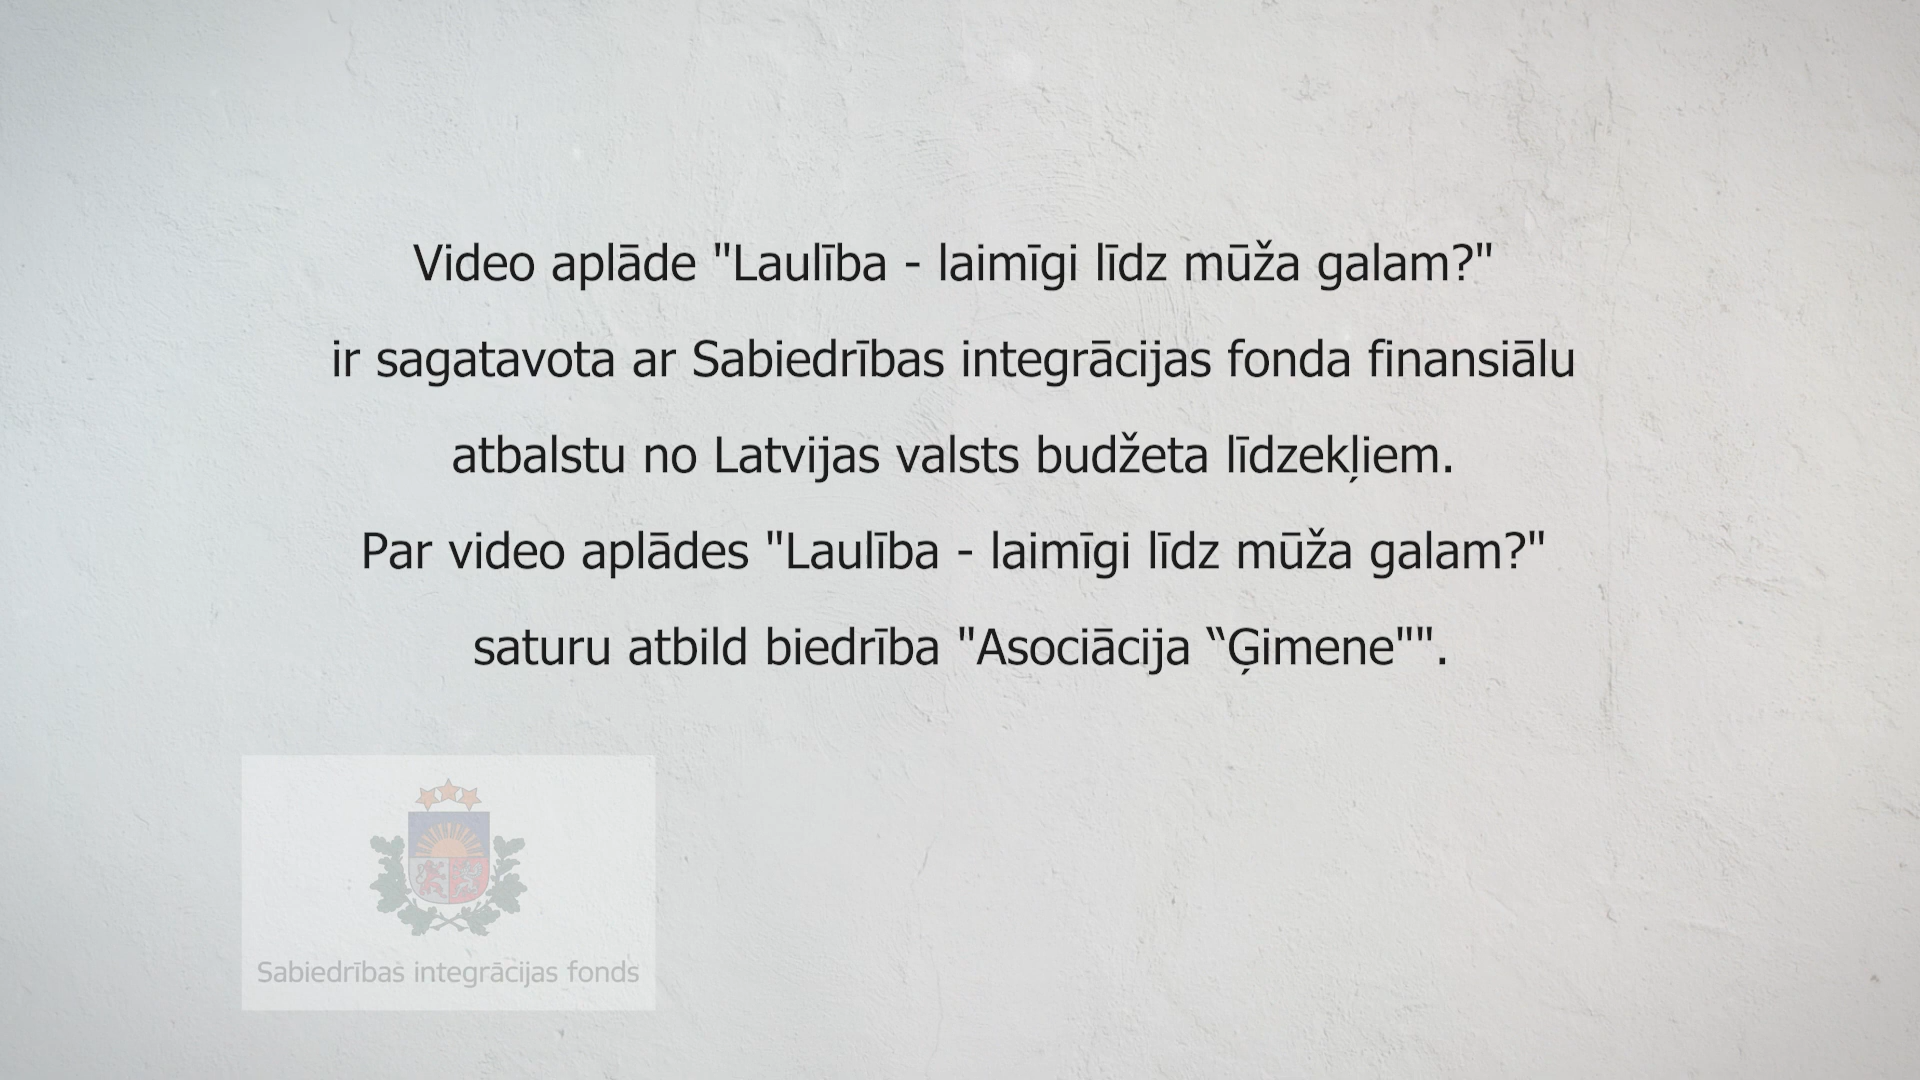 Video aplāde "Laulība - laimīgi līdz mūža galam?"
ir sagatavota ar Sabiedrības integrācijas fonda finansiālu
atbalstu no Latvijas valsts budžeta līdzekļiem.
Par video aplādes "Laulība - laimīgi līdz mūža galam?"
saturu atbild biedrība "Asociācija “Ģimene"".
Sabiedrības integrācijas fonds